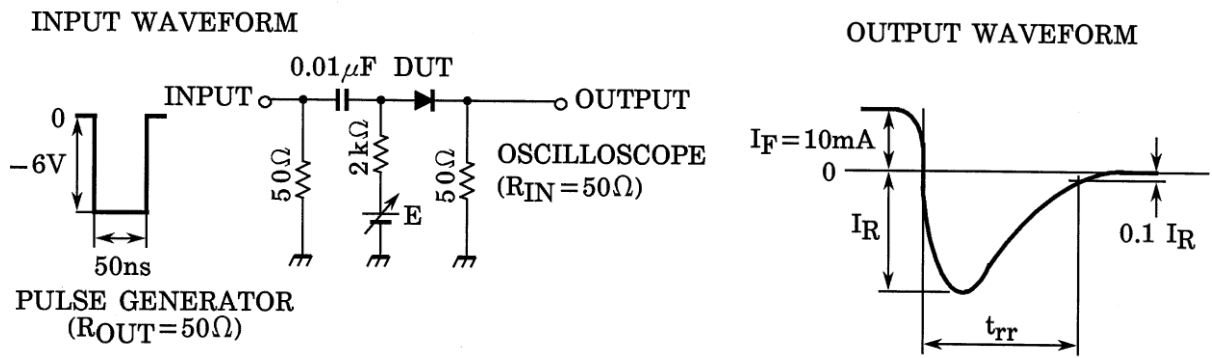 INPUT WAVEFORM
0
−6V
50ns
PULSE GENERATOR
(ROUT=50Ω)
0.01μF DUT
INPUT
OUTPUT
50Ω
2kΩ
E
50Ω
OSCILLOSCOPE
(RIN=50Ω)
OUTPUT WAVEFORM
IF=10mA
0
IR
0.1 IR
trr